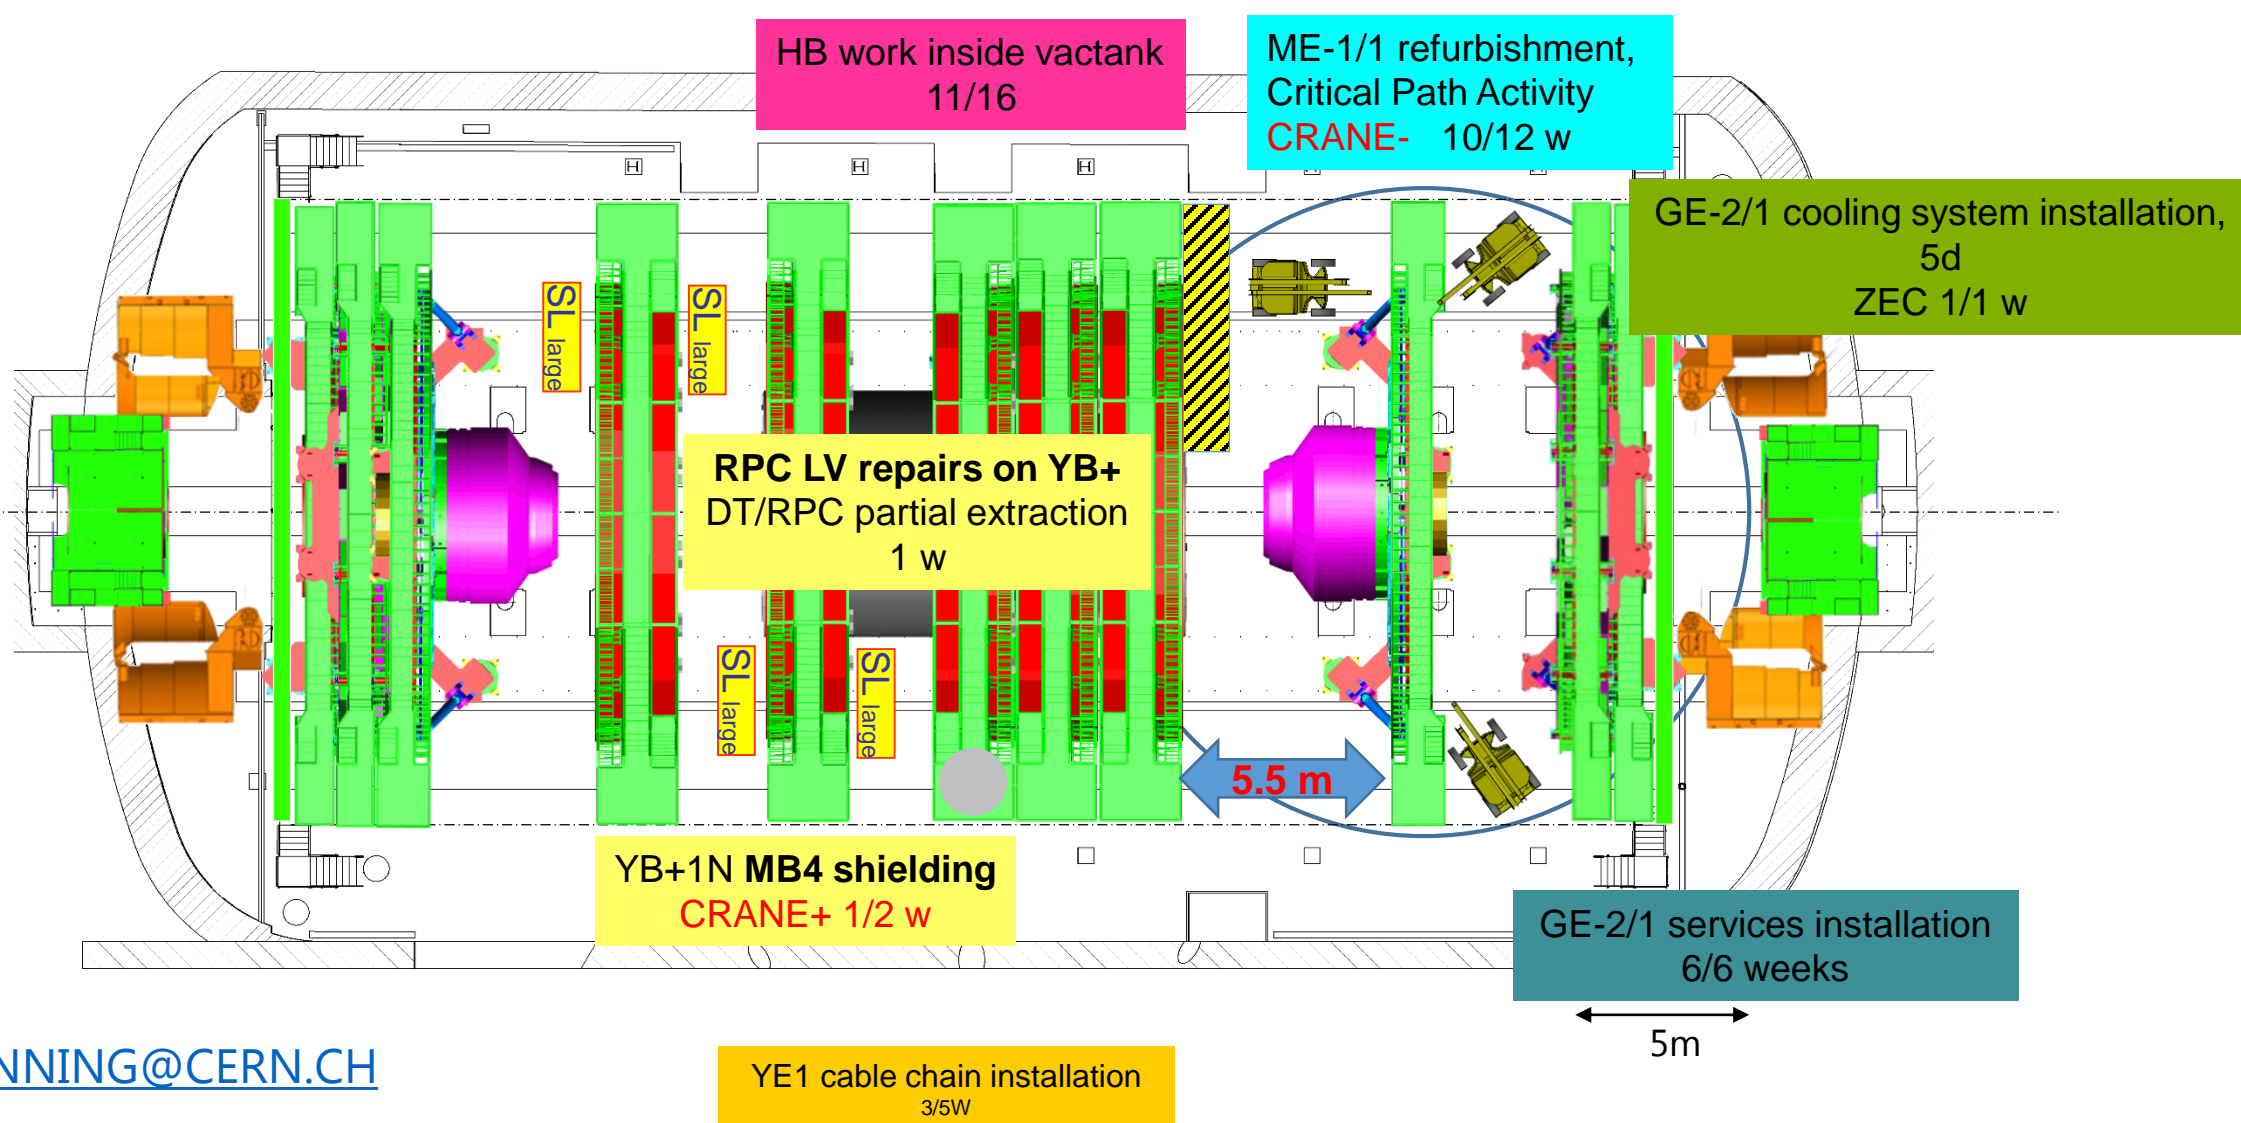 HB work inside vactank
11/16
ME-1/1 refurbishment,
Critical Path Activity
CRANE- 10/12 w
H
H
H
GE-2/1 cooling system installation,
5d
ZEC 1/1 w
SL large
SL large
RPC LV repairs on YB+
DT/RPC partial extraction
1 w
SL large
SL large
5.5 m
YB+1N MB4 shielding
CRANE+ 1/2 w
GE-2/1 services installation
6/6 weeks
5m
NNING@CERN.CH
YE1 cable chain installation
3/5W